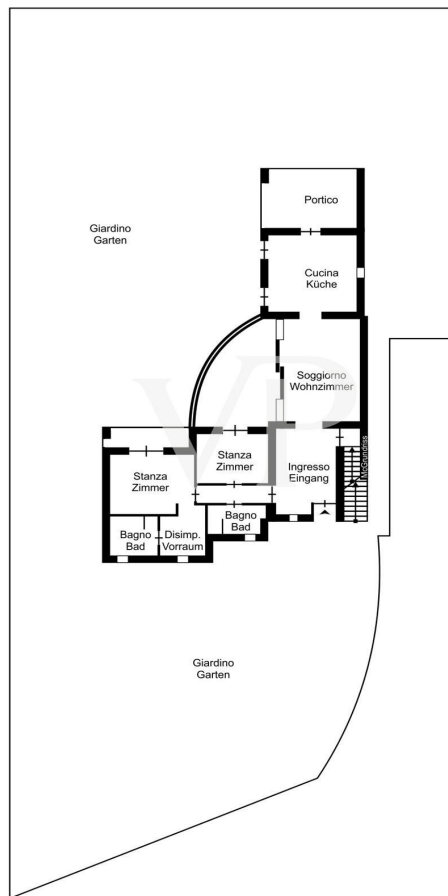 Portico
Giardino
Garten
Cucina
Küche
VP
Soggiorno
Wohnzimmer
Stanza
Zimmer
Ingresso
Eingang
Stanza
Zimmer
Bagno
Bad
Bagno
Bad
Disimp.
Vorraum
Giardino
Garten